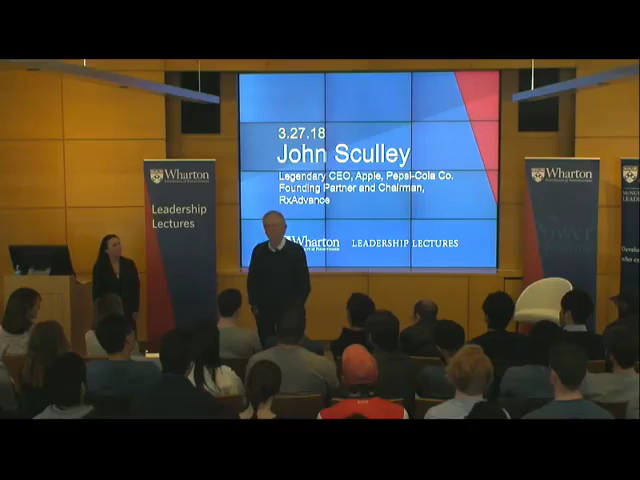 3.27.18
John Sculley
Legendary CEO, Apple, Pepsi-Cola Co.
Founding Partner and Chairman,
RxAdvance
Wharton LEADERSHIP LECTURES
Wharton
Leadership
Lectures
Wharton
Power